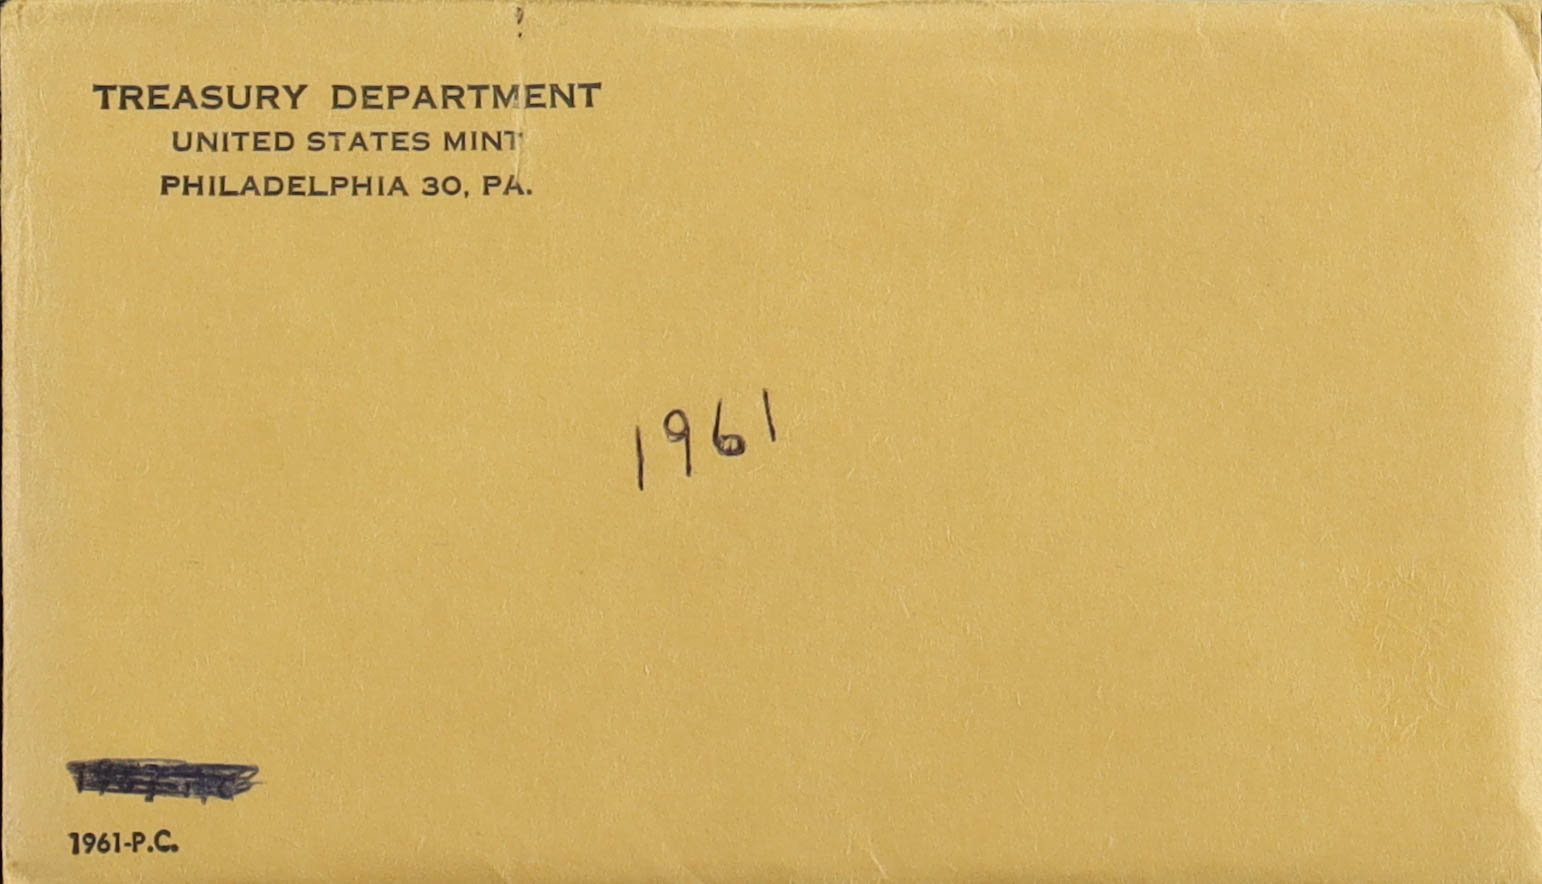 TREASURY DEPARTMENT
UNITED STATES MINT
PHILADELPHIA 30, PA.
1961
1961-P.C.